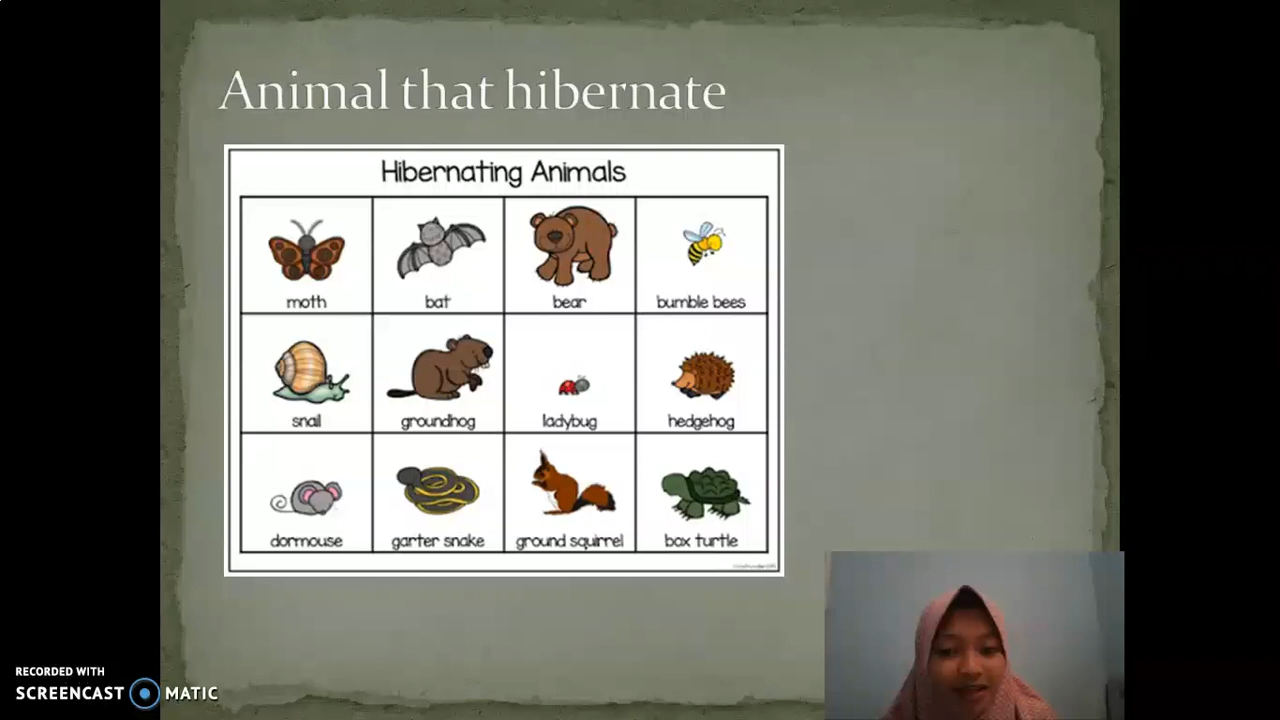 Animal that hibernate
Hibernating Animals
moth bat bear bumble bees
snail groundhog ladybug hedgehog
dormouse garter snake ground squirrel box turtle
RECORDED WITH
SCREENCAST MATIC